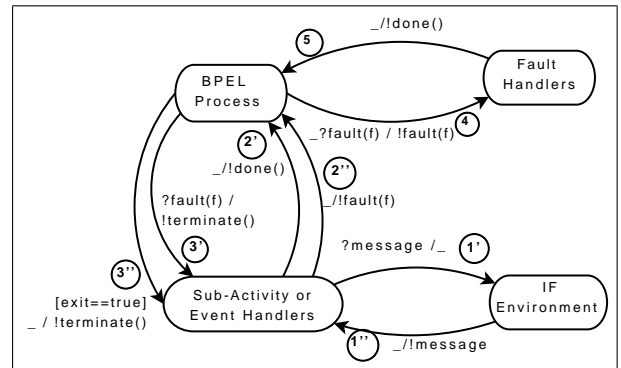 _/!done()
5
BPEL
Process
Fault
Handlers
_?fault(f) / !fault(f)
4
2'
_/!done()
2''
_/!fault(f)
?fault(f) /
!terminate()
3'
?message /_
1'
3''
[exit==true]
_ / !terminate()
Sub-Activity or
Event Handlers
IF
Environment
1''
_/!message